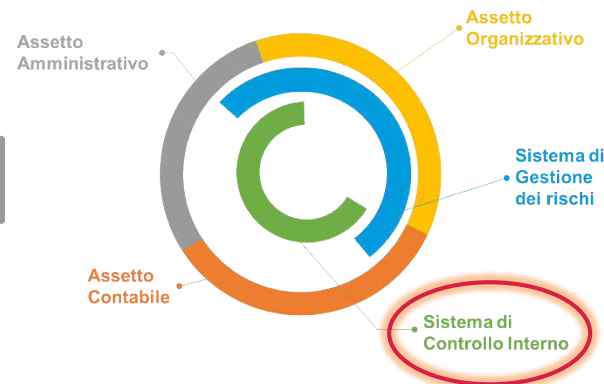 Assetto
Amministrativo
Assetto
Organizzativo
Sistema di
Gestione
dei rischi
Assetto
Contabile
Sistema di
Controllo Interno